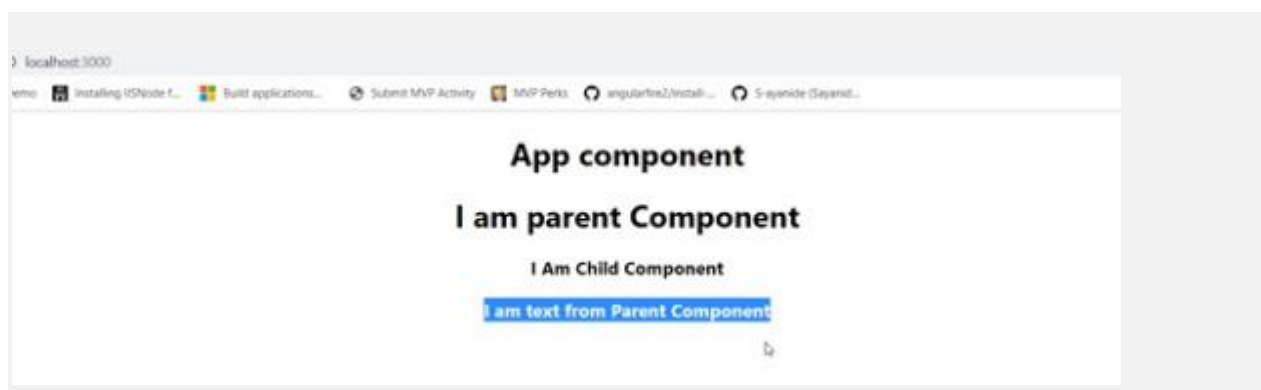 localhost:3000
emo Installing IISNode f... Build applications... Submit MVP Activity MVP Perks angularfire2/install-... S-ayanide (Sayanid...
App component
I am parent Component
I Am Child Component
I am text from Parent Component